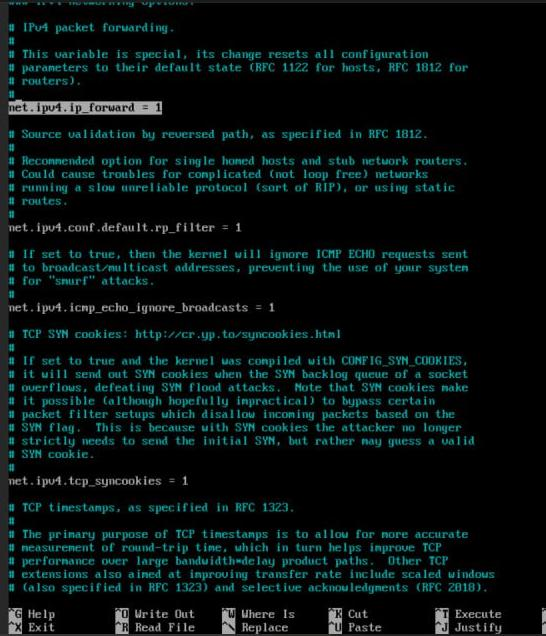 # IPv4 packet forwarding.
#
# This variable is special, its change resets all configuration
# parameters to their default state (RFC 1122 for hosts, RFC 1812 for
# routers).
#
net.ipv4.ip_forward = 1
# Source validation by reversed path, as specified in RFC 1812.
#
# Recommended option for single homed hosts and stub network routers.
# Could cause troubles for complicated (not loop free) networks
# running a slow unreliable protocol (sort of RIP), or using static
# routes.
#
net.ipv4.conf.default.rp_filter = 1
# If set to true, then the kernel will ignore ICMP ECHO requests sent
# to broadcast/multicast addresses, preventing the use of your system
# for "smurf" attacks.
#
net.ipv4.icmp_echo_ignore_broadcasts = 1
# TCP SYN cookies: http://cr.yp.to/syncookies.html
#
# If set to true and the kernel was compiled with CONFIG_SYN_COOKIES,
# it will send out SYN cookies when the SYN backlog queue of a socket
# overflows, defeating SYN flood attacks.  Note that SYN cookies make
# it possible (although hopefully impractical) to bypass certain
# packet filter setups which disallow incoming packets based on the
# SYN flag.  This is because with SYN cookies the attacker no longer
# strictly needs to send the initial SYN, but rather may guess a valid
# SYN cookie.
#
net.ipv4.tcp_syncookies = 1
# TCP timestamps, as specified in RFC 1323.
#
# The primary purpose of TCP timestamps is to allow for more accurate
# measurement of round-trip time, which in turn helps improve TCP
# performance over large bandwidth*delay product paths.  Other TCP
# extensions also aimed at improving transfer rate include scaled windows
# (also specified in RFC 1323) and selective acknowledgments (RFC 2018).
^G Help ^O Write Out ^W Where Is ^K Cut ^T Execute
^X Exit ^R Read File ^\ Replace ^U Paste ^J Justify